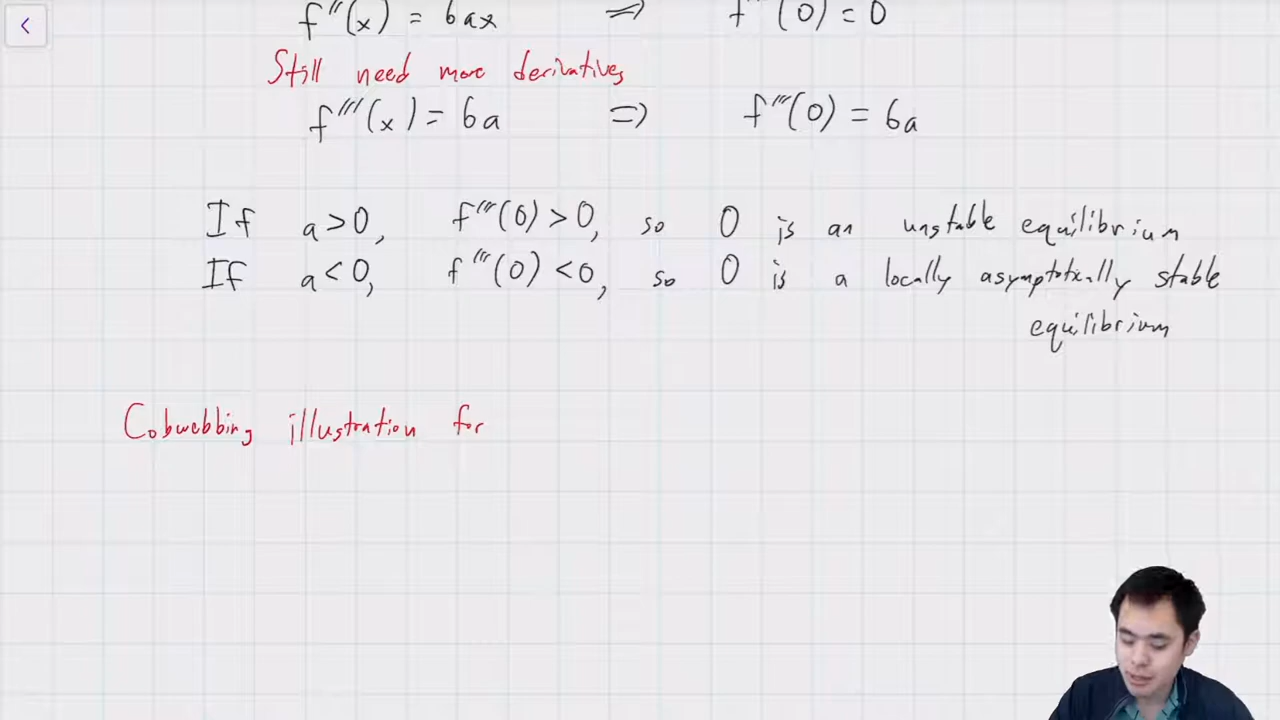 f''(x) = 6ax ⇒ f''(0) = 0
Still need more derivatives
f'''(x) = 6a ⇒ f'''(0) = 6a
If a > 0, f'''(0) > 0, so 0 is an unstable equilibrium
If a < 0, f'''(0) < 0, so 0 is a locally asymptotically stable
equilibrium
Cobwebbing illustration for